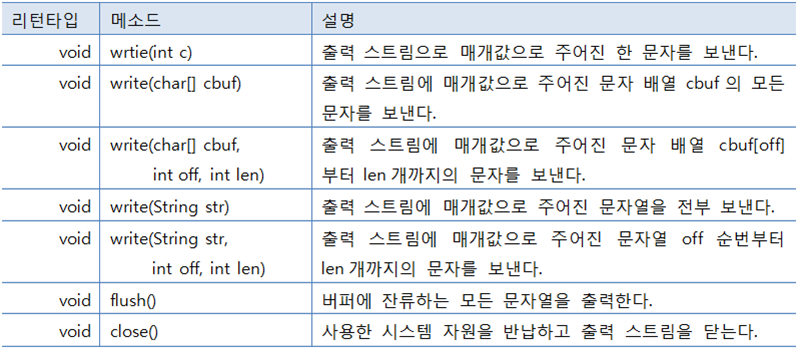 리턴타입 메소드 설명
void wrtie(int c) 출력 스트림으로 매개값으로 주어진 한 문자를 보낸다.
void write(char[] cbuf) 출력 스트림에 매개값으로 주어진 문자 배열 cbuf 의 모든
문자를 보낸다.
void write(char[] cbuf, 출력 스트림에 매개값으로 주어진 문자 배열 cbuf[off]
int off, int len) 부터 len 개까지의 문자를 보낸다.
void write(String str) 출력 스트림에 매개값으로 주어진 문자열을 전부 보낸다.
void write(String str, 출력 스트림에 매개값으로 주어진 문자열 off 순번부터
int off, int len) len 개까지의 문자를 보낸다.
void flush() 버퍼에 잔류하는 모든 문자열을 출력한다.
void close() 사용한 시스템 자원을 반납하고 출력 스트림을 닫는다.